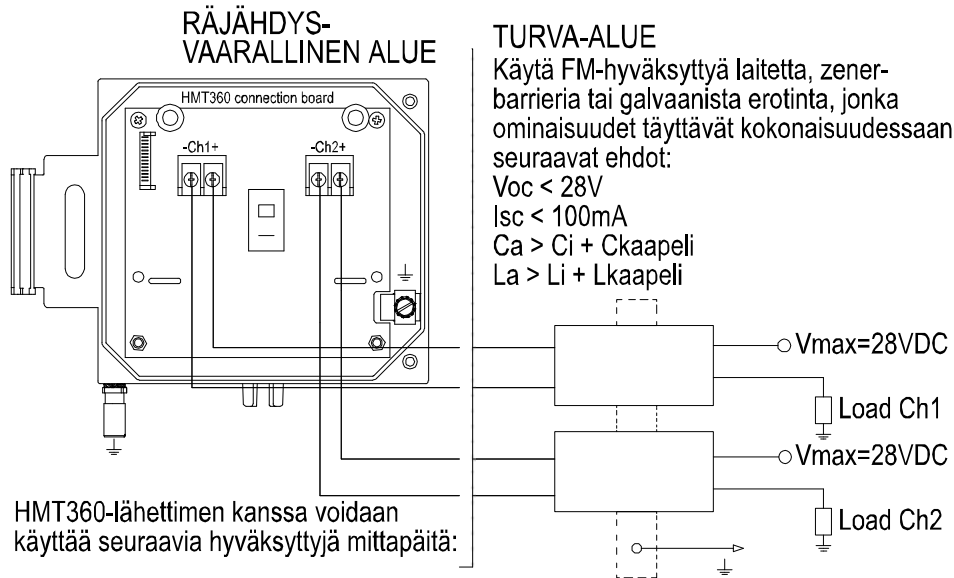 RÄJÄHDYS-
VAARALLINEN ALUE
HMT360 connection board
-Ch1+
-Ch2+
TURVA-ALUE
Käytä FM-hyväksyttyä laitetta, zener-
barrieria tai galvaanista erotinta, jonka
ominaisuudet täyttävät kokonaisuudessaan
seuraavat ehdot:
Voc < 28V
Isc < 100mA
Ca > Ci + Ckaapeli
La > Li + Lkaapeli
Vmax=28VDC
Load Ch1
Vmax=28VDC
Load Ch2
HMT360-lähettimen kanssa voidaan
käyttää seuraavia hyväksyttyjä mittapäitä: